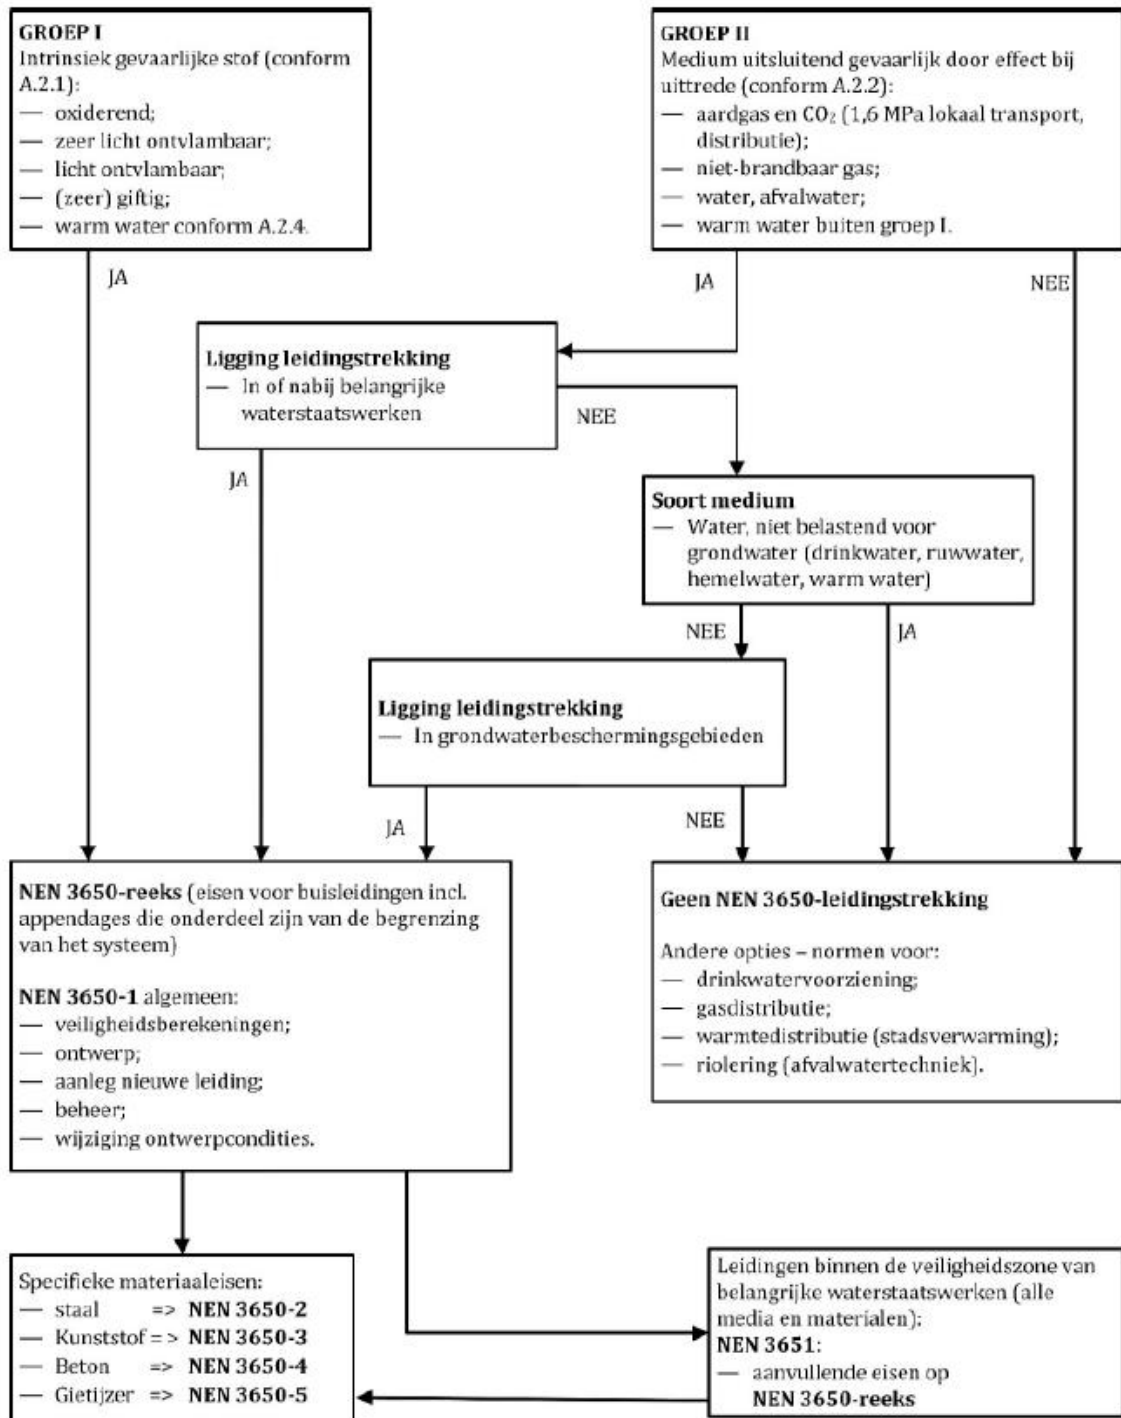 GROEP I
Intrinsiek gevaarlijke stof (conform
A.2.1):
— oxiderend;
— zeer licht ontvlambaar;
— licht ontvlambaar;
— (zeer) giftig;
— warm water conform A.2.4.
GROEP II
Medium uitsluitend gevaarlijk door effect bij
uittrede (conform A.2.2):
— aardgas en CO₂ (1,6 MPa lokaal transport,
distributie);
— niet-brandbaar gas;
— water, afvalwater;
— warm water buiten groep I.
JA
JA
NEE
Ligging leidingstrekking
— In of nabij belangrijke
waterstaatswerken
NEE
JA
Soort medium
— Water, niet belastend voor
grondwater (drinkwater, ruwwater,
hemelwater, warm water)
NEE
JA
Ligging leidingstrekking
— In grondwaterbeschermingsgebieden
JA
NEE
NEN 3650-reeks (eisen voor buisleidingen incl.
appendages die onderdeel zijn van de begrenzing
van het systeem)
NEN 3650-1 algemeen:
— veiligheidsberekeningen;
— ontwerp;
— aanleg nieuwe leiding;
— beheer;
— wijziging ontwerpcondities.
Geen NEN 3650-leidingstrekking
Andere opties – normen voor:
— drinkwatervoorziening;
— gasdistributie;
— warmtedistributie (stadsverwarming);
— riolering (afvalwatertechniek).
Specifieke materiaaleisen:
— staal => NEN 3650-2
— Kunststof = > NEN 3650-3
— Beton => NEN 3650-4
— Gietijzer => NEN 3650-5
Leidingen binnen de veiligheidszone van
belangrijke waterstaatswerken (alle
media en materialen):
NEN 3651:
— aanvullende eisen op
NEN 3650-reeks